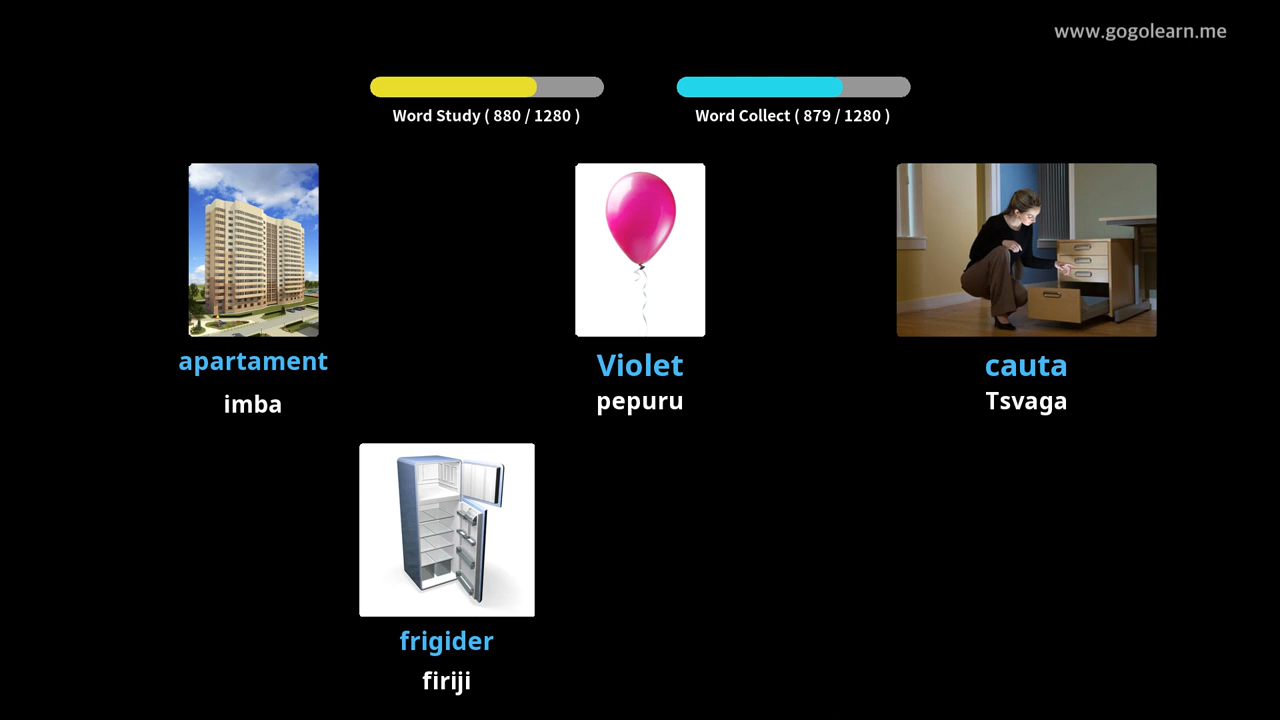 www.gogolearn.me
Word Study ( 880 / 1280 )
Word Collect ( 879 / 1280 )
apartament
imba
Violet
pepuru
cauta
Tsvaga
frigider
firiji